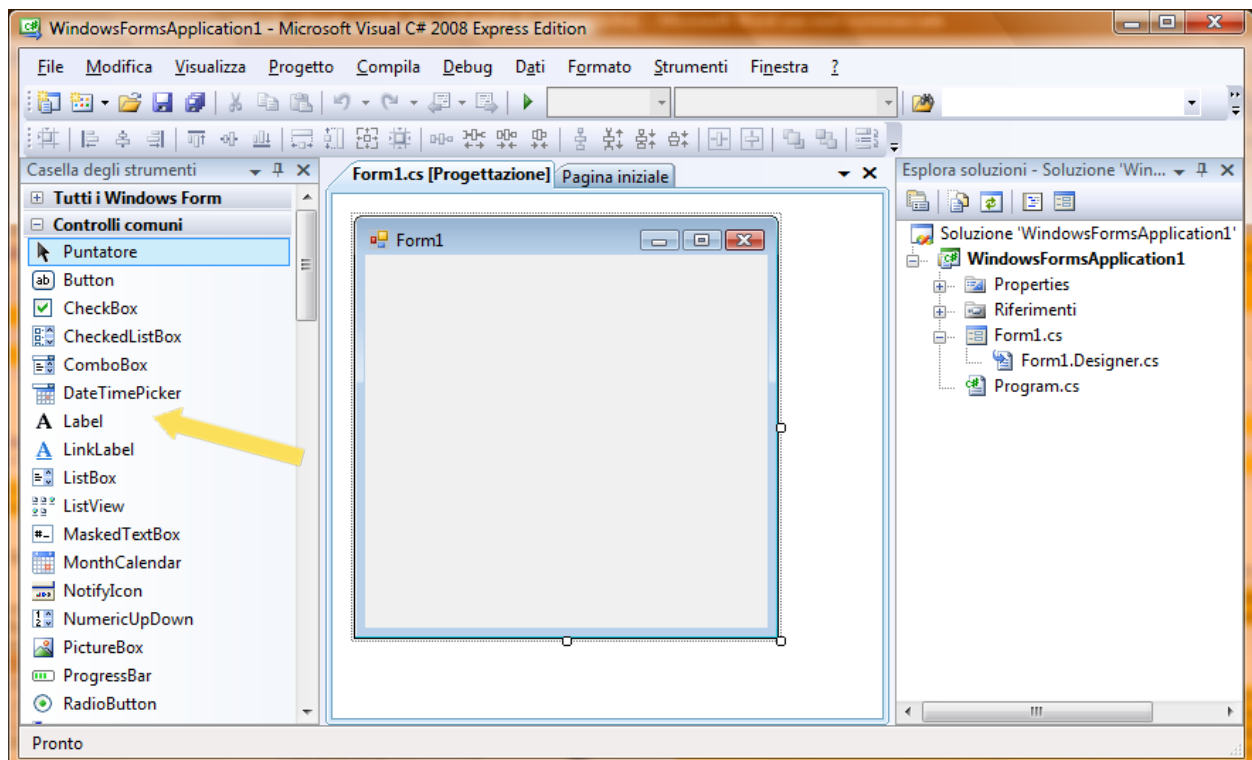 WindowsFormsApplication1 - Microsoft Visual C# 2008 Express Edition
File Modifica Visualizza Progetto Compila Debug Dati Formato Strumenti Finestra ?
Casella degli strumenti
Tutti i Windows Form
Controlli comuni
Puntatore
Button
CheckBox
CheckedListBox
ComboBox
DateTimePicker
Label
LinkLabel
ListBox
ListView
MaskedTextBox
MonthCalendar
NotifyIcon
NumericUpDown
PictureBox
ProgressBar
RadioButton
Form1.cs [Progettazione] Pagina iniziale
Form1
Esplora soluzioni - Soluzione 'Win...
Soluzione 'WindowsFormsApplication1'
WindowsFormsApplication1
Properties
Riferimenti
Form1.cs
Form1.Designer.cs
Program.cs
Pronto